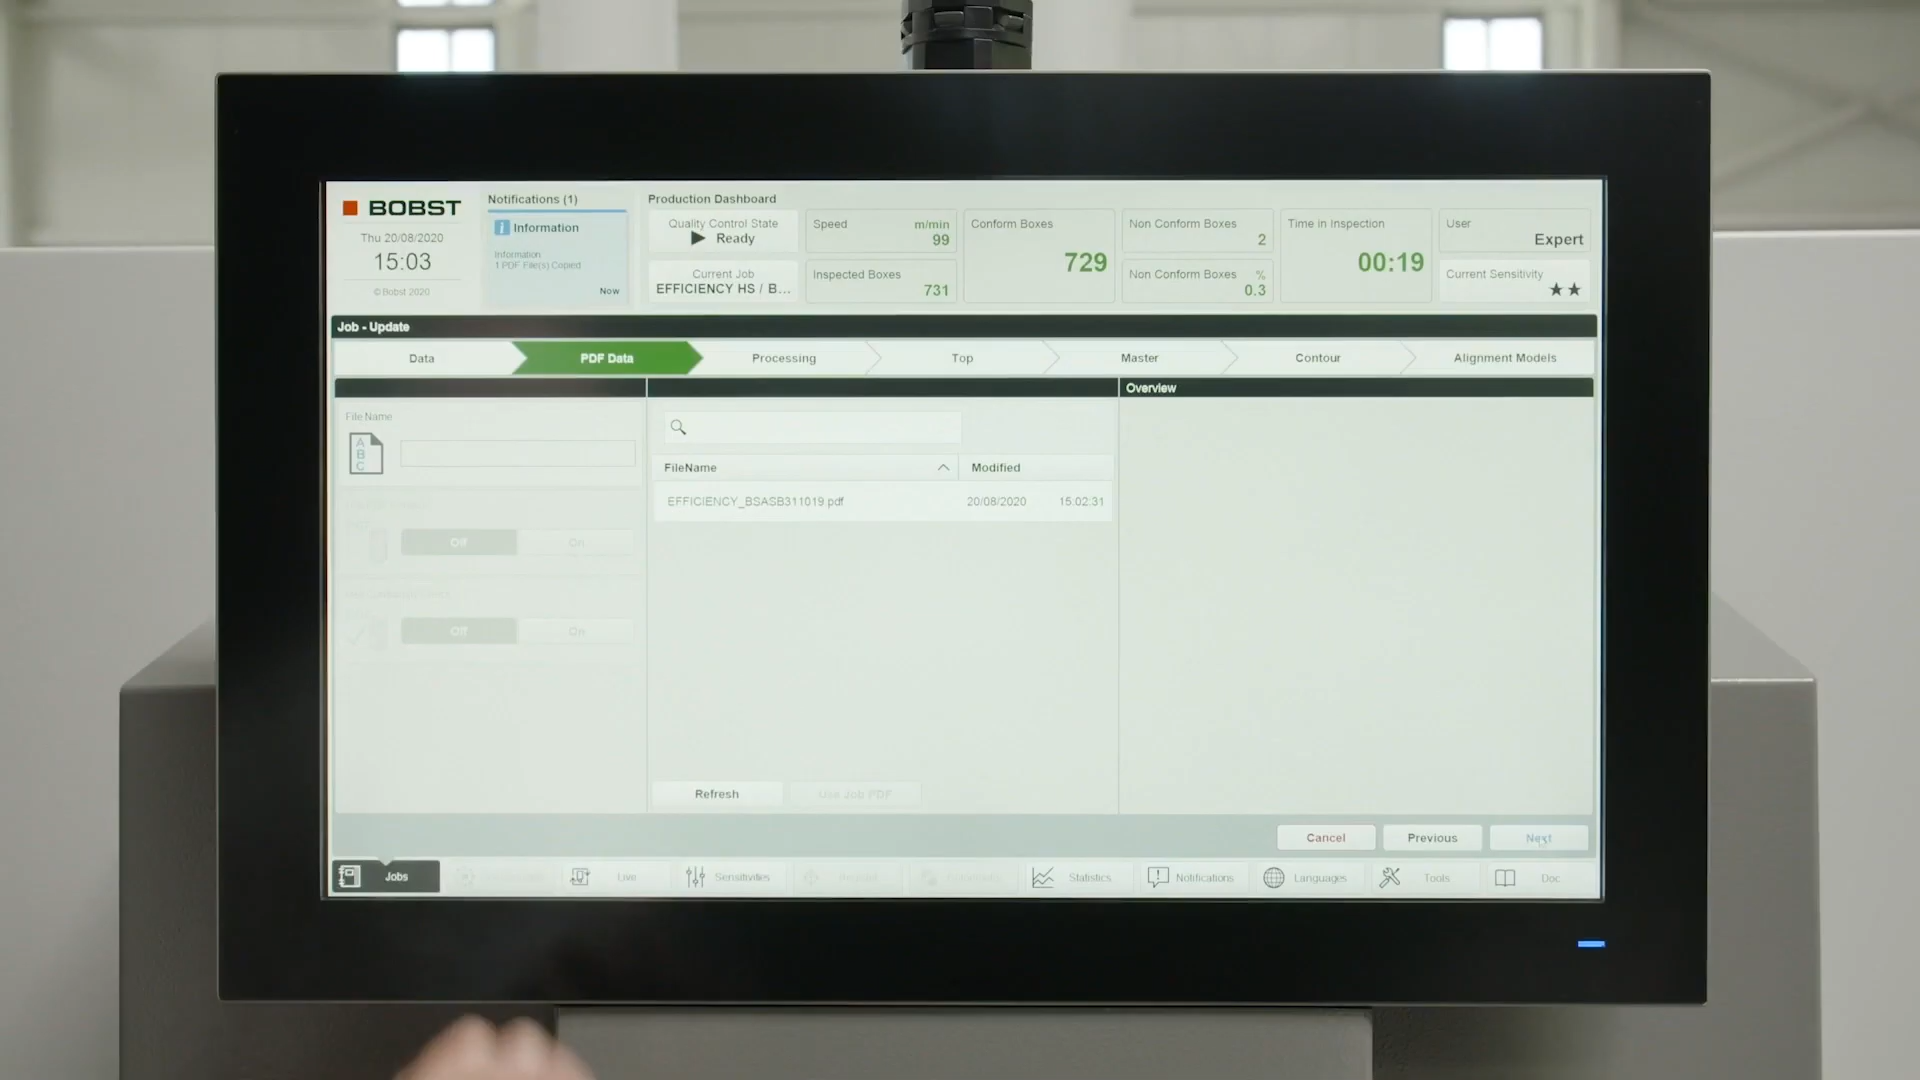 BOBST
Thu 20/08/2020
15:03
© Bobst 2020
Notifications (1)
Information
Information
1 PDF File(s) Copied
Now
Production Dashboard
Quality Control State
Ready
Current Job
EFFICIENCY HS / B...
Speed m/min
99
Inspected Boxes
731
Conform Boxes
729
Non Conform Boxes
2
Non Conform Boxes %
0.3
Time in Inspection
00:19
User
Expert
Current Sensitivity
Job - Update
Data PDF Data Processing Top Master Contour Alignment Models
Overview
File Name
A
B
C
FileName Modified
EFFICIENCY_BSASB311019.pdf 20/08/2020 15:02:31
Off On
Off On
Refresh Use Job PDF
Cancel Previous Next
Jobs Live Sensitivities Statistics Notifications Languages Tools Doc